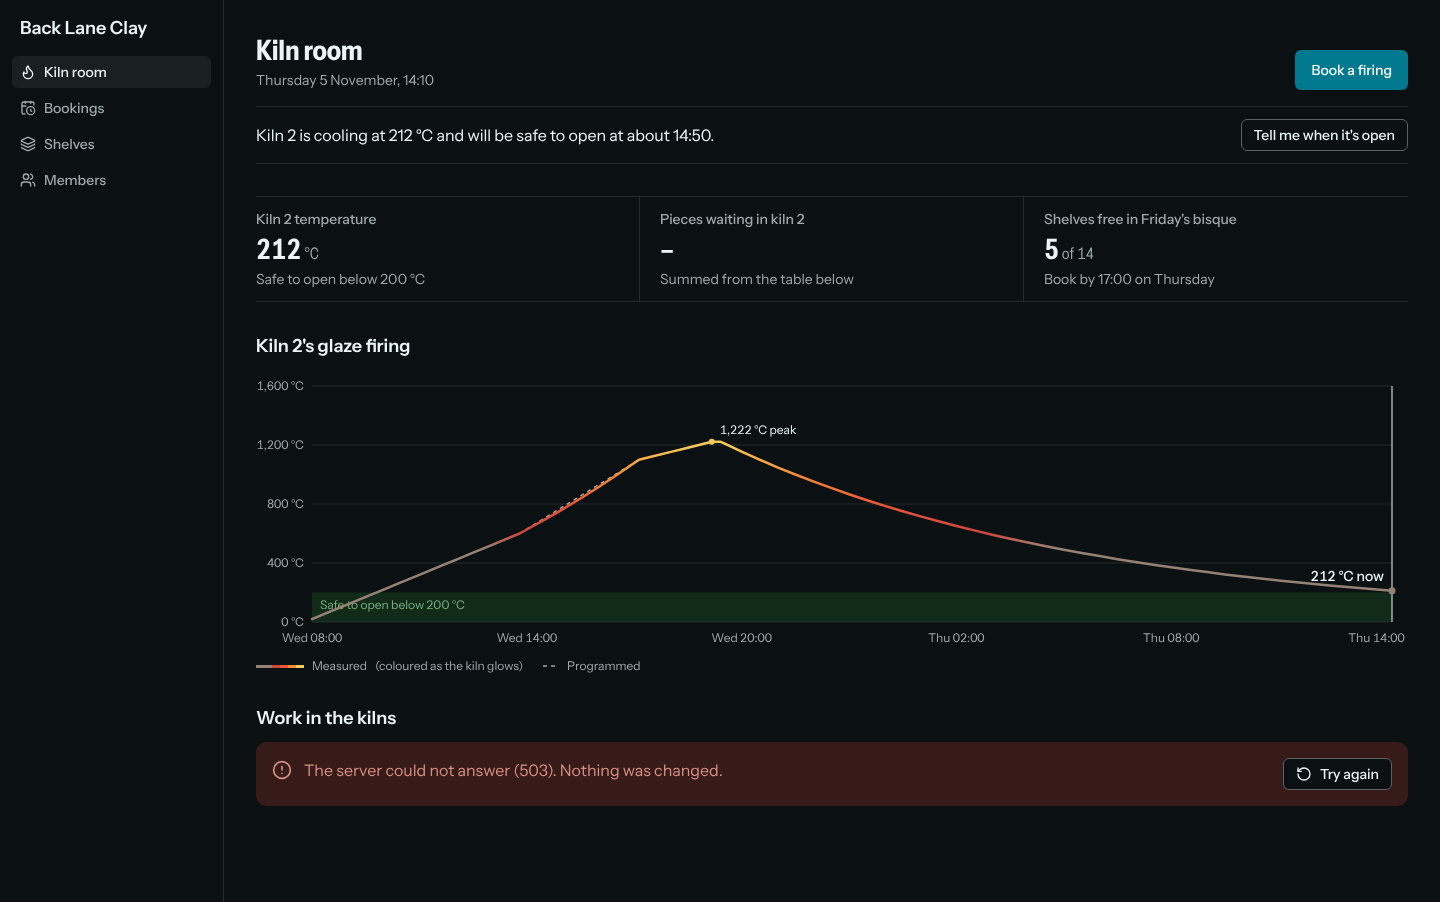 Back Lane Clay
Kiln room
Bookings
Shelves
Members
Kiln room
Thursday 5 November, 14:10
Book a firing
Kiln 2 is cooling at 212 °C and will be safe to open at about 14:50.
Tell me when it's open
Kiln 2 temperature
212 °C
Safe to open below 200 °C
Pieces waiting in kiln 2
–
Summed from the table below
Shelves free in Friday's bisque
5 of 14
Book by 17:00 on Thursday
Kiln 2's glaze firing
1,600 °C
1,200 °C
800 °C
400 °C
0 °C
1,222 °C peak
212 °C now
Safe to open below 200 °C
Wed 08:00
Wed 14:00
Wed 20:00
Thu 02:00
Thu 08:00
Thu 14:00
Measured (coloured as the kiln glows)
Programmed
Work in the kilns
The server could not answer (503). Nothing was changed.
Try again